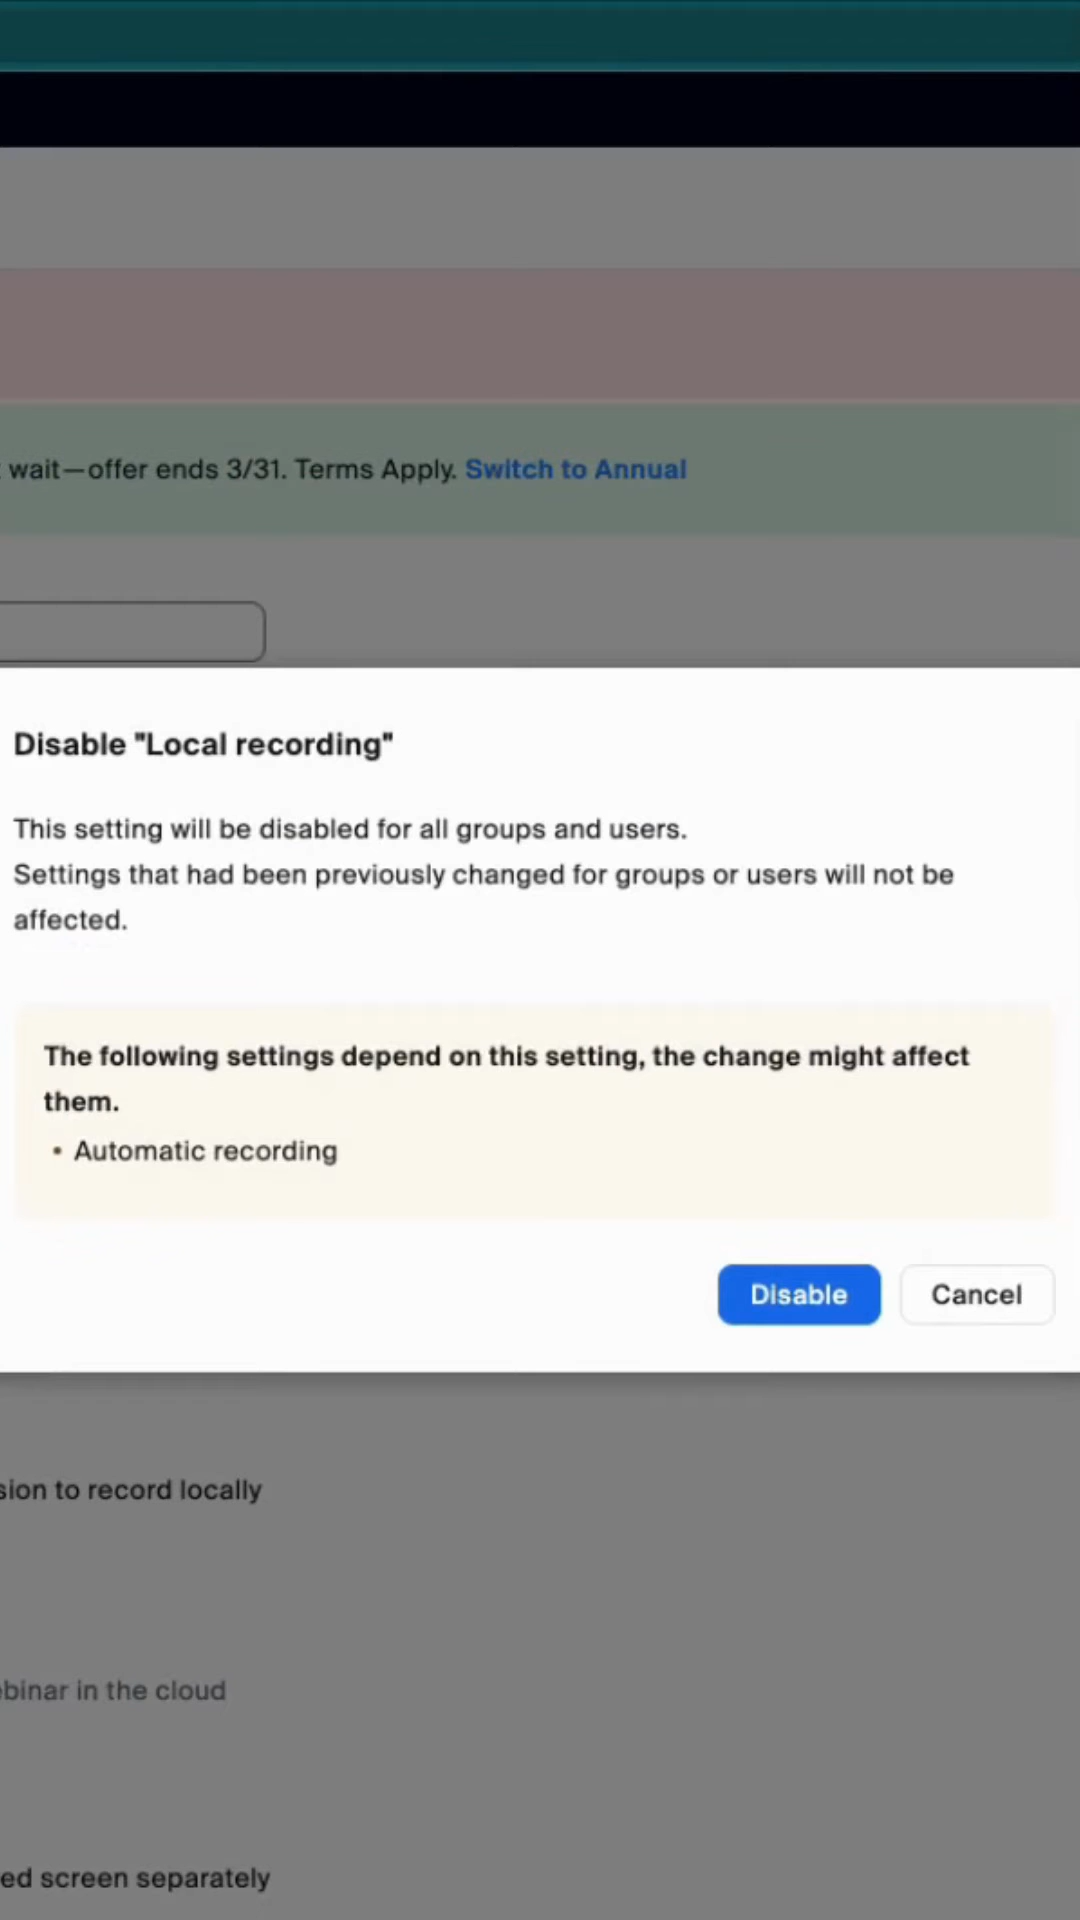 wait—offer ends 3/31. Terms Apply. Switch to Annual
Disable "Local recording"
This setting will be disabled for all groups and users.
Settings that had been previously changed for groups or users will not be
affected.
The following settings depend on this setting, the change might affect
them.
• Automatic recording
Disable Cancel
sion to record locally
binar in the cloud
ed screen separately